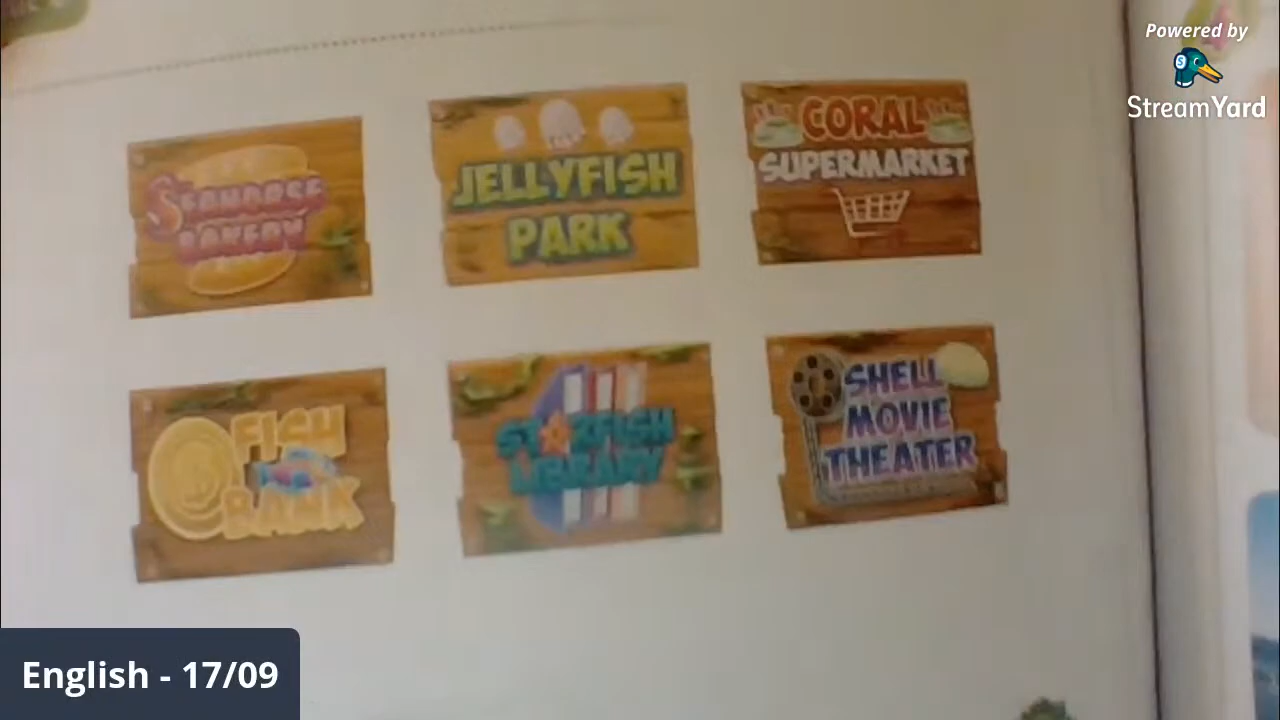 Powered by
StreamYard
SEAHORSE
BAKERY
JELLYFISH
PARK
CORAL
SUPERMARKET
FISH
BANK
STARFISH
LIBRARY
SHELL
MOVIE
THEATER
English - 17/09